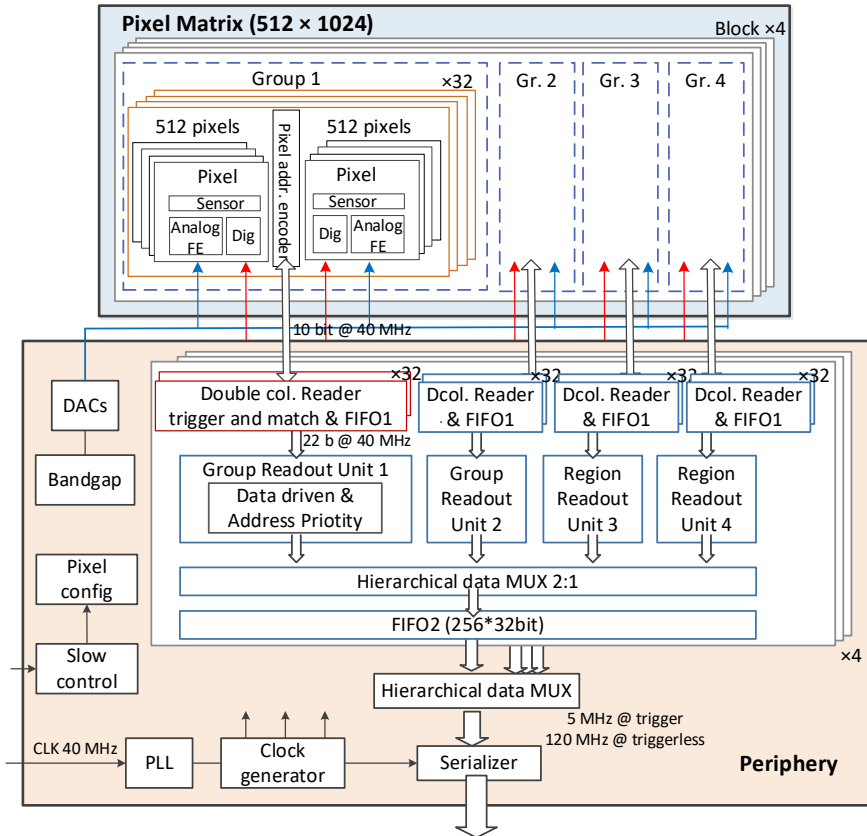 Pixel Matrix (512 × 1024)
Block ×4
Group 1
×32
Gr. 2
Gr. 3
Gr. 4
512 pixels
Pixel addr. encoder
512 pixels
Pixel
Sensor
Analog
FE
Dig
Pixel
Sensor
Dig
Analog
FE
10 bit @ 40 MHz
×32
Double col. Reader
trigger and match & FIFO1
×32
Dcol. Reader
& FIFO1
×32
Dcol. Reader
& FIFO1
×32
Dcol. Reader
& FIFO1
DACs
Bandgap
22 b @ 40 MHz
Group Readout Unit 1
Data driven &
Address Priotity
Group
Readout
Unit 2
Region
Readout
Unit 3
Region
Readout
Unit 4
Pixel
config
Hierarchical data MUX 2:1
FIFO2 (256*32bit)
Slow
control
×4
Hierarchical data MUX
5 MHz @ trigger
120 MHz @ triggerless
CLK 40 MHz
PLL
Clock
generator
Serializer
Periphery